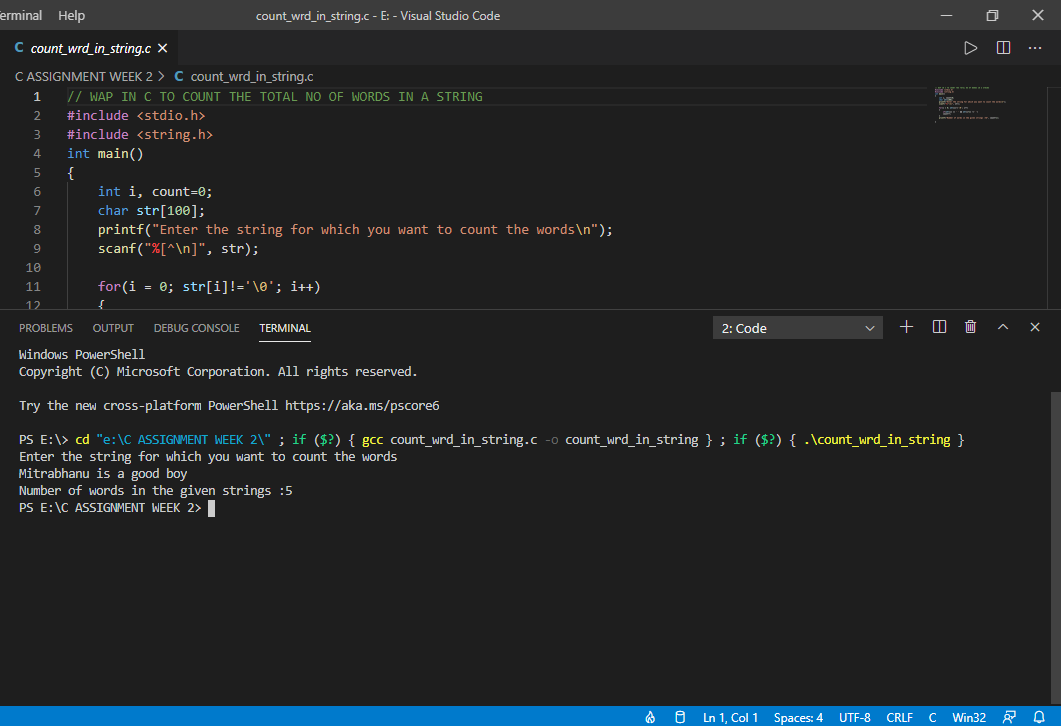 erminal Help count_wrd_in_string.c - E: - Visual Studio Code
C count_wrd_in_string.c
C ASSIGNMENT WEEK 2 > C count_wrd_in_string.c
1 // WAP IN C TO COUNT THE TOTAL NO OF WORDS IN A STRING
2 #include <stdio.h>
3 #include <string.h>
4 int main()
5 {
6 int i, count=0;
7 char str[100];
8 printf("Enter the string for which you want to count the words\n");
9 scanf("%[^\n]", str);
10
11 for(i = 0; str[i]!='\0'; i++)
12 {
PROBLEMS OUTPUT DEBUG CONSOLE TERMINAL 2: Code
Windows PowerShell
Copyright (C) Microsoft Corporation. All rights reserved.
Try the new cross-platform PowerShell https://aka.ms/pscore6
PS E:\> cd "e:\C ASSIGNMENT WEEK 2\" ; if ($?) { gcc count_wrd_in_string.c -o count_wrd_in_string } ; if ($?) { .\count_wrd_in_string }
Enter the string for which you want to count the words
Mitrabhanu is a good boy
Number of words in the given strings :5
PS E:\C ASSIGNMENT WEEK 2>
Ln 1, Col 1 Spaces: 4 UTF-8 CRLF C Win32